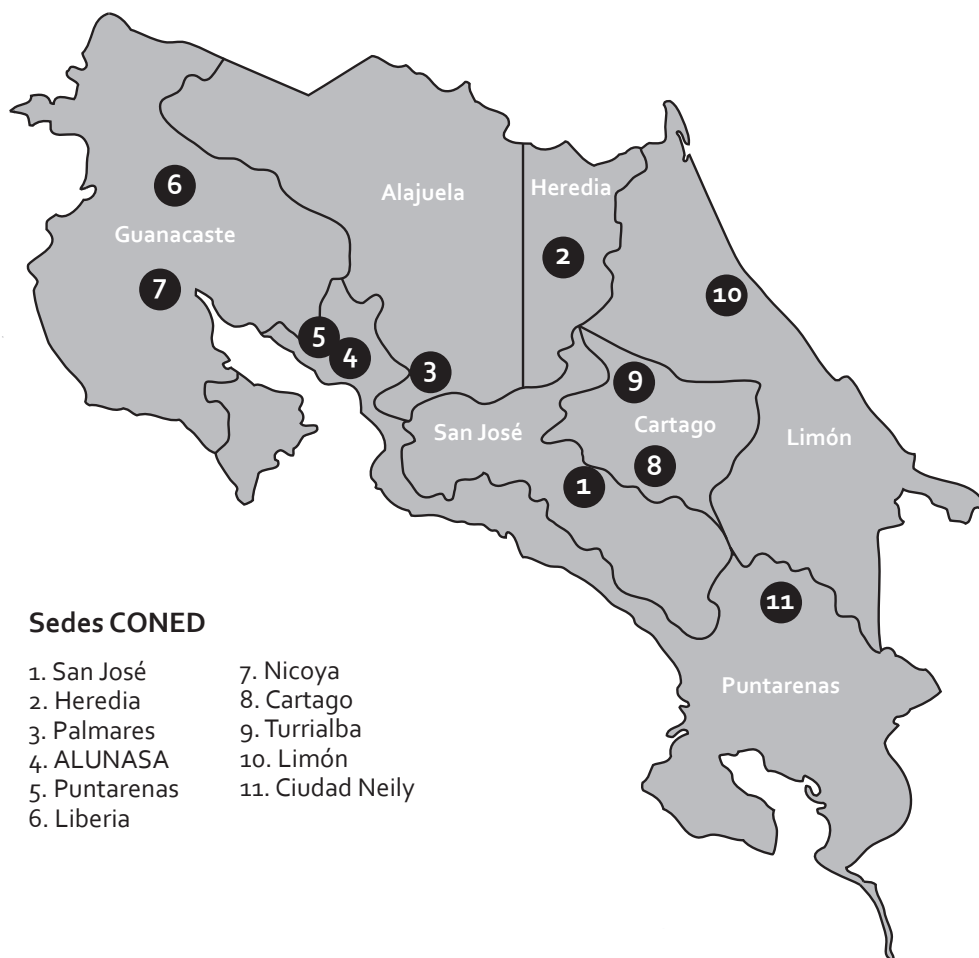 6
Alajuela
Heredia
Guanacaste
2
7
10
5
4
3
9
San José
Cartago
Limón
8
1
11
Puntarenas
Sedes CONED
1. San José
2. Heredia
3. Palmares
4. ALUNASA
5. Puntarenas
6. Liberia
7. Nicoya
8. Cartago
9. Turrialba
10. Limón
11. Ciudad Neily